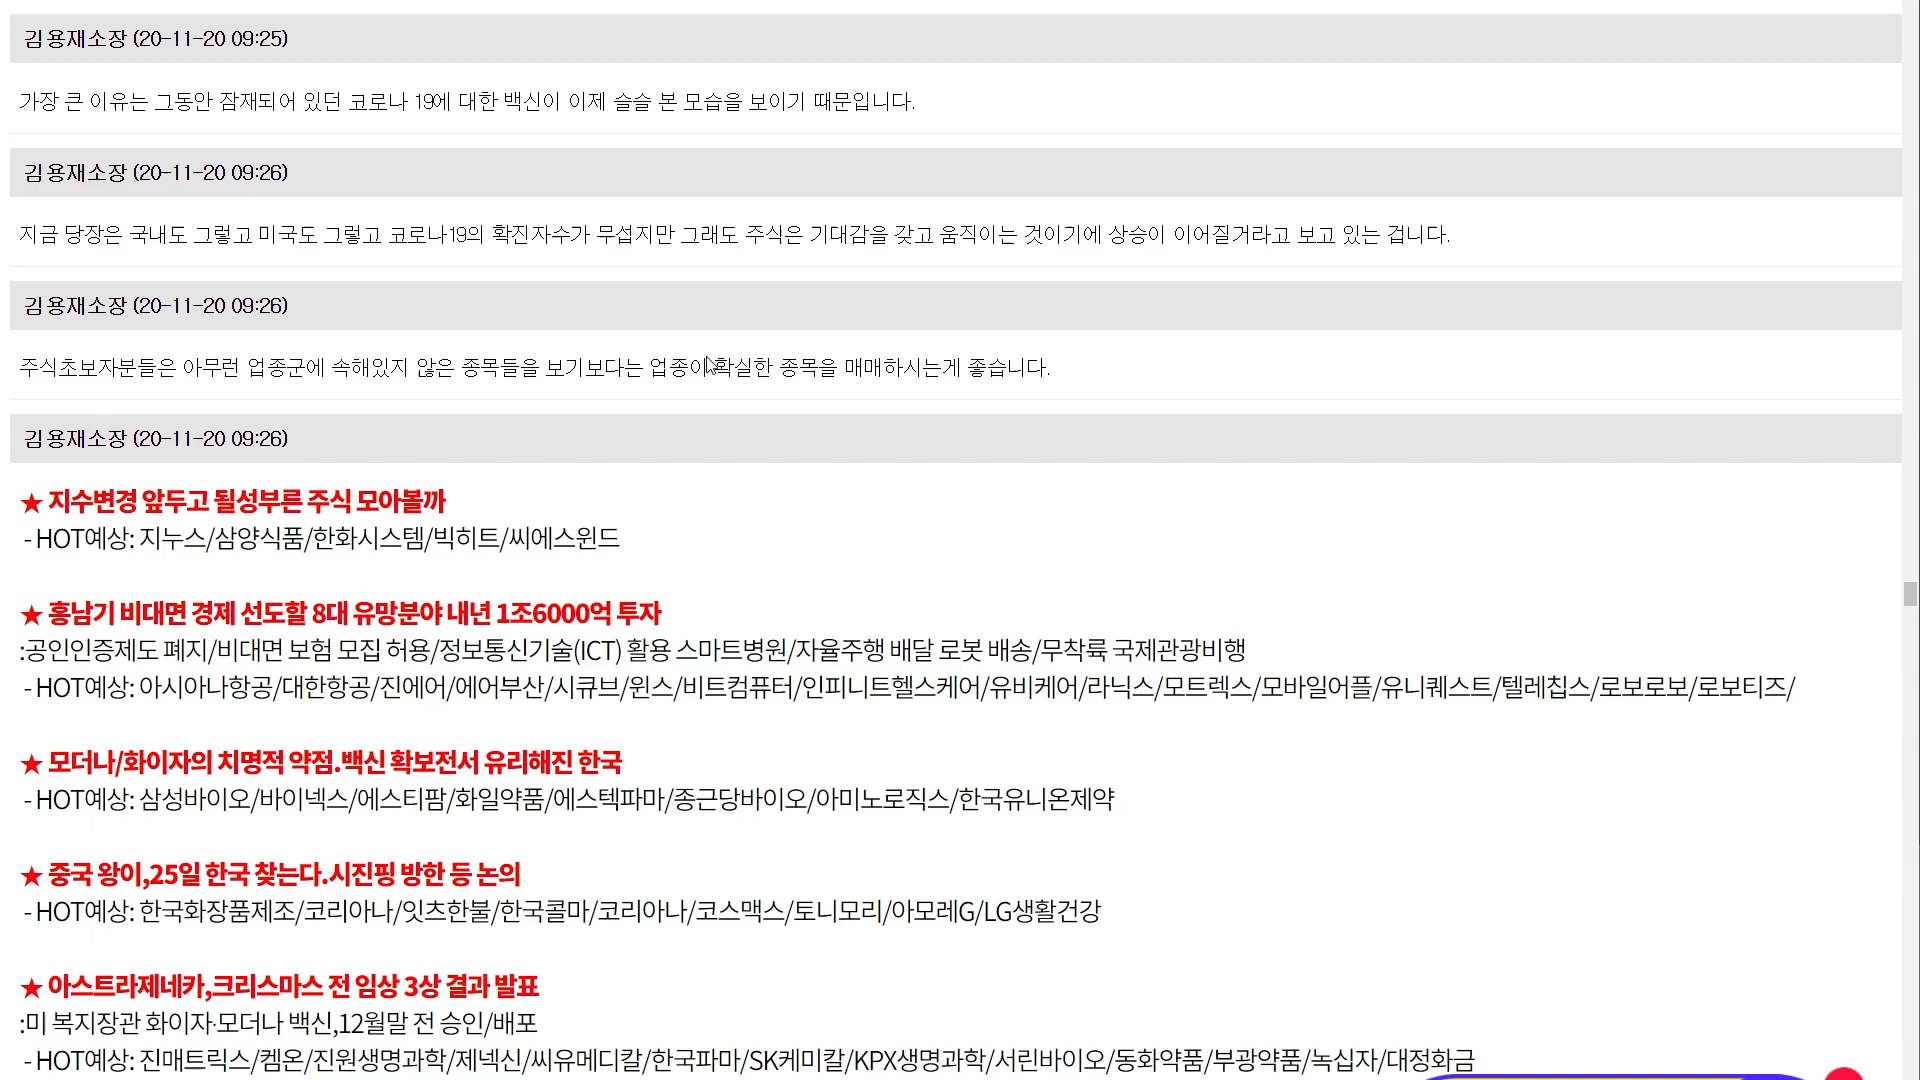 김용재소장 (20-11-20 09:25)
가장 큰 이유는 그동안 잠재되어 있던 코로나 19에 대한 백신이 이제 슬슬 본 모습을 보이기 때문입니다.
김용재소장 (20-11-20 09:26)
지금 당장은 국내도 그렇고 미국도 그렇고 코로나19의 확진자수가 무섭지만 그래도 주식은 기대감을 갖고 움직이는 것이기에 상승이 이어질거라고 보고 있는 겁니다.
김용재소장 (20-11-20 09:26)
주식초보자분들은 아무런 업종군에 속해있지 않은 종목들을 보기보다는 업종이 확실한 종목을 매매하시는게 좋습니다.
김용재소장 (20-11-20 09:26)
★ 지수변경 앞두고 될성부른 주식 모아볼까
- HOT예상: 지누스/삼양식품/한화시스템/빅히트/씨에스윈드
★ 홍남기 비대면 경제 선도할 8대 유망분야 내년 1조6000억 투자
:공인인증제도 폐지/비대면 보험 모집 허용/정보통신기술(ICT) 활용 스마트병원/자율주행 배달 로봇 배송/무착륙 국제관광비행
- HOT예상: 아시아나항공/대한항공/진에어/에어부산/시큐브/윈스/비트컴퓨터/인피니트헬스케어/유비케어/라닉스/모트렉스/모바일어플/유니퀘스트/텔레칩스/로보로보/로보티즈/
★ 모더나/화이자의 치명적 약점.백신 확보전서 유리해진 한국
- HOT예상: 삼성바이오/바이넥스/에스티팜/화일약품/에스텍파마/종근당바이오/아미노로직스/한국유니온제약
★ 중국 왕이,25일 한국 찾는다.시진핑 방한 등 논의
- HOT예상: 한국화장품제조/코리아나/잇츠한불/한국콜마/코리아나/코스맥스/토니모리/아모레G/LG생활건강
★ 아스트라제네카,크리스마스 전 임상 3상 결과 발표
:미 복지장관 화이자·모더나 백신,12월말 전 승인/배포
- HOT예상: 진매트릭스/켐온/진원생명과학/제넥신/씨유메디칼/한국파마/SK케미칼/KPX생명과학/서린바이오/동화약품/부광약품/녹십자/대정화금